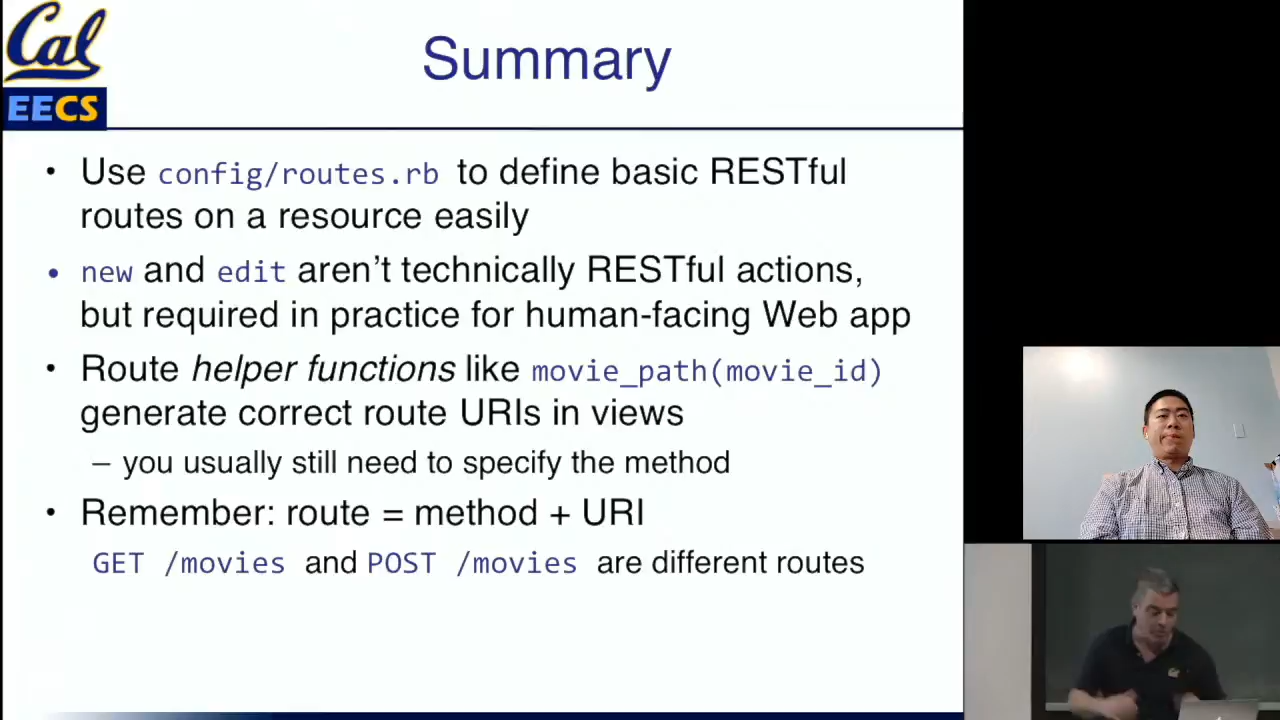 Cal
EECS
Summary
• Use config/routes.rb to define basic RESTful
routes on a resource easily
• new and edit aren't technically RESTful actions,
but required in practice for human-facing Web app
• Route helper functions like movie_path(movie_id)
generate correct route URIs in views
– you usually still need to specify the method
• Remember: route = method + URI
GET /movies and POST /movies are different routes